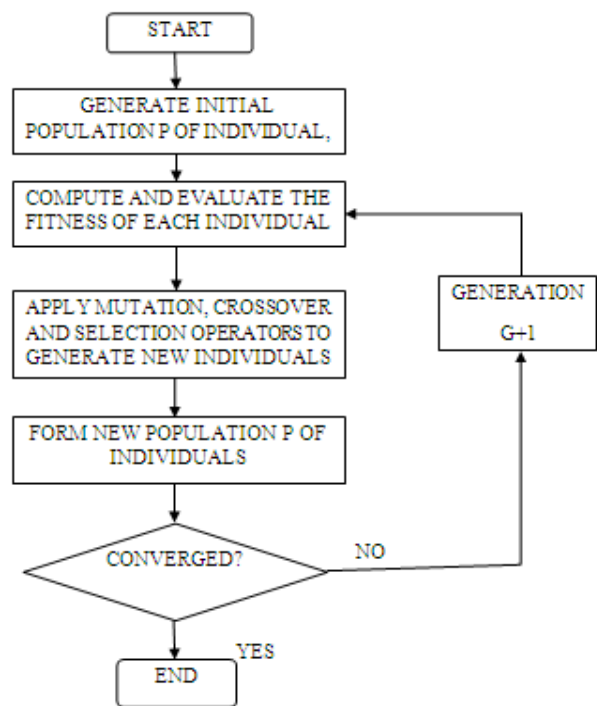 START
GENERATE INITIAL
POPULATION P OF INDIVIDUAL,
COMPUTE AND EVALUATE THE
FITNESS OF EACH INDIVIDUAL
APPLY MUTATION, CROSSOVER
AND SELECTION OPERATORS TO
GENERATE NEW INDIVIDUALS
GENERATION
G+1
FORM NEW POPULATION P OF
INDIVIDUALS
CONVERGED?
NO
YES
END